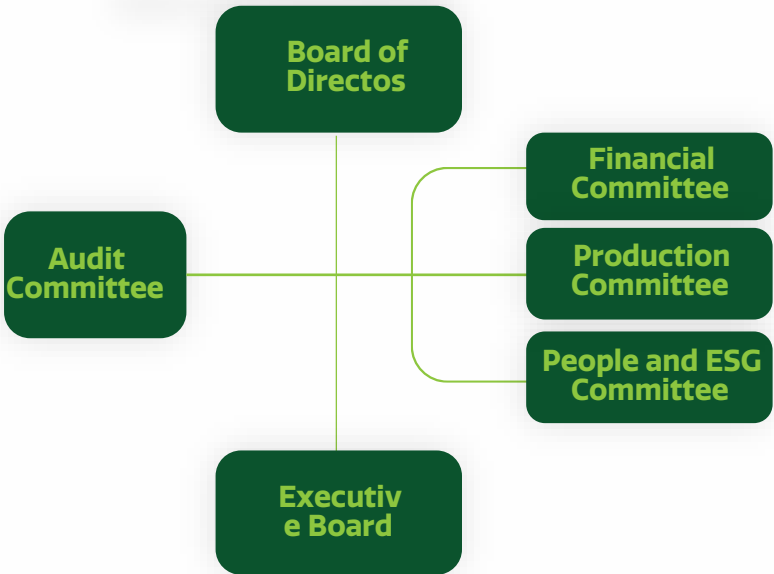 Board of
Directos
Financial
Committee
Audit
Committee
Production
Committee
People and ESG
Committee
Executiv
e Board